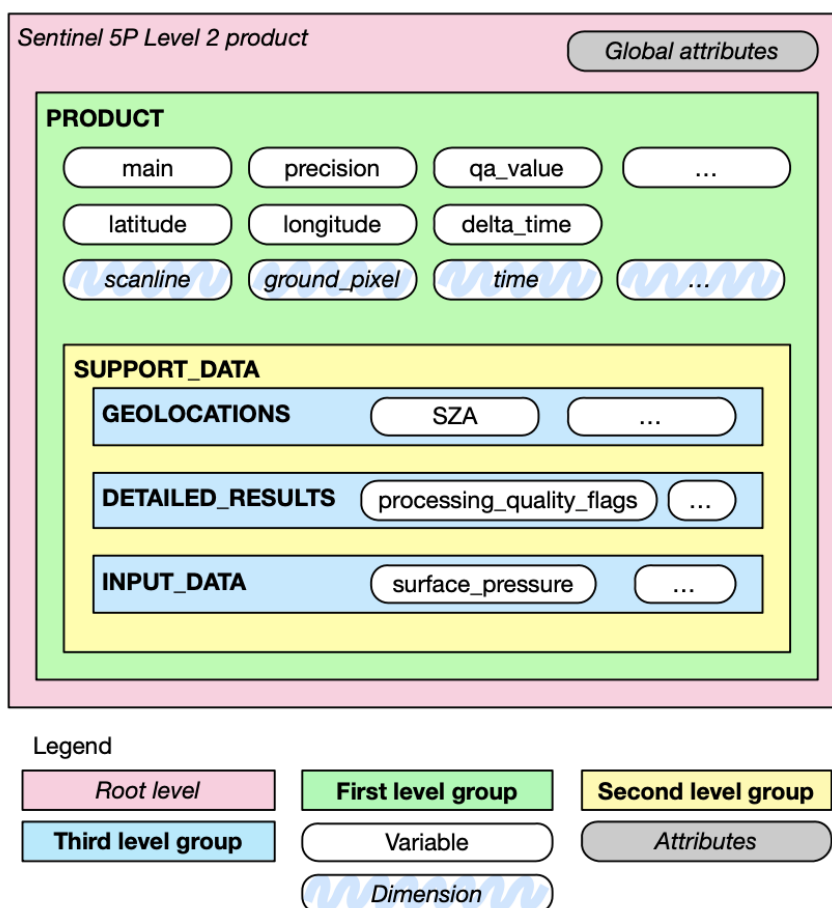 Sentinel 5P Level 2 product
Global attributes
PRODUCT
main precision qa_value ...
latitude longitude delta_time
scanline ground_pixel time ...
SUPPORT_DATA
GEOLOCATIONS SZA ...
DETAILED_RESULTS processing_quality_flags ...
INPUT_DATA surface_pressure ...
Legend
Root level First level group Second level group
Third level group Variable Attributes
Dimension